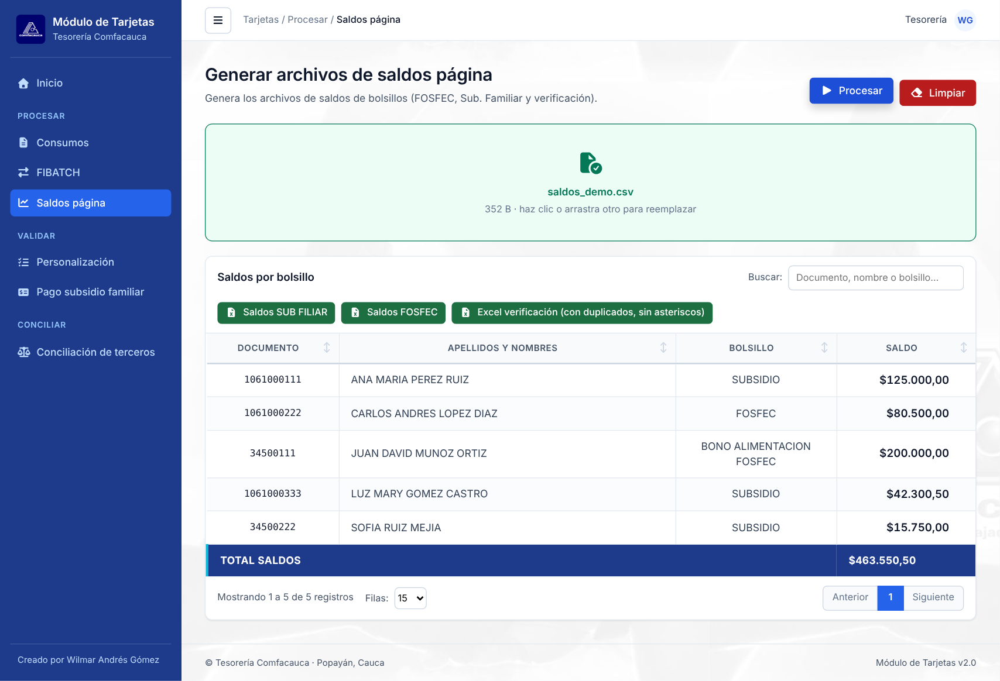 comfacauca
Módulo de Tarjetas
Tesorería Comfacauca
Inicio
PROCESAR
Consumos
FIBATCH
Saldos página
VALIDAR
Personalización
Pago subsidio familiar
CONCILIAR
Conciliación de terceros
Creado por Wilmar Andrés Gómez
Tarjetas / Procesar / Saldos página
Tesorería WG
Generar archivos de saldos página
Genera los archivos de saldos de bolsillos (FOSFEC, Sub. Familiar y verificación).
Procesar
Limpiar
saldos_demo.csv
352 B · haz clic o arrastra otro para reemplazar
Saldos por bolsillo
Buscar: Documento, nombre o bolsillo...
Saldos SUB FILIAR
Saldos FOSFEC
Excel verificación (con duplicados, sin asteriscos)
DOCUMENTO APELLIDOS Y NOMBRES BOLSILLO SALDO
1061000111 ANA MARIA PEREZ RUIZ SUBSIDIO $125.000,00
1061000222 CARLOS ANDRES LOPEZ DIAZ FOSFEC $80.500,00
34500111 JUAN DAVID MUNOZ ORTIZ BONO ALIMENTACION FOSFEC $200.000,00
1061000333 LUZ MARY GOMEZ CASTRO SUBSIDIO $42.300,50
34500222 SOFIA RUIZ MEJIA SUBSIDIO $15.750,00
TOTAL SALDOS $463.550,50
Mostrando 1 a 5 de 5 registros Filas: 15
Anterior 1 Siguiente
© Tesorería Comfacauca · Popayán, Cauca
Módulo de Tarjetas v2.0